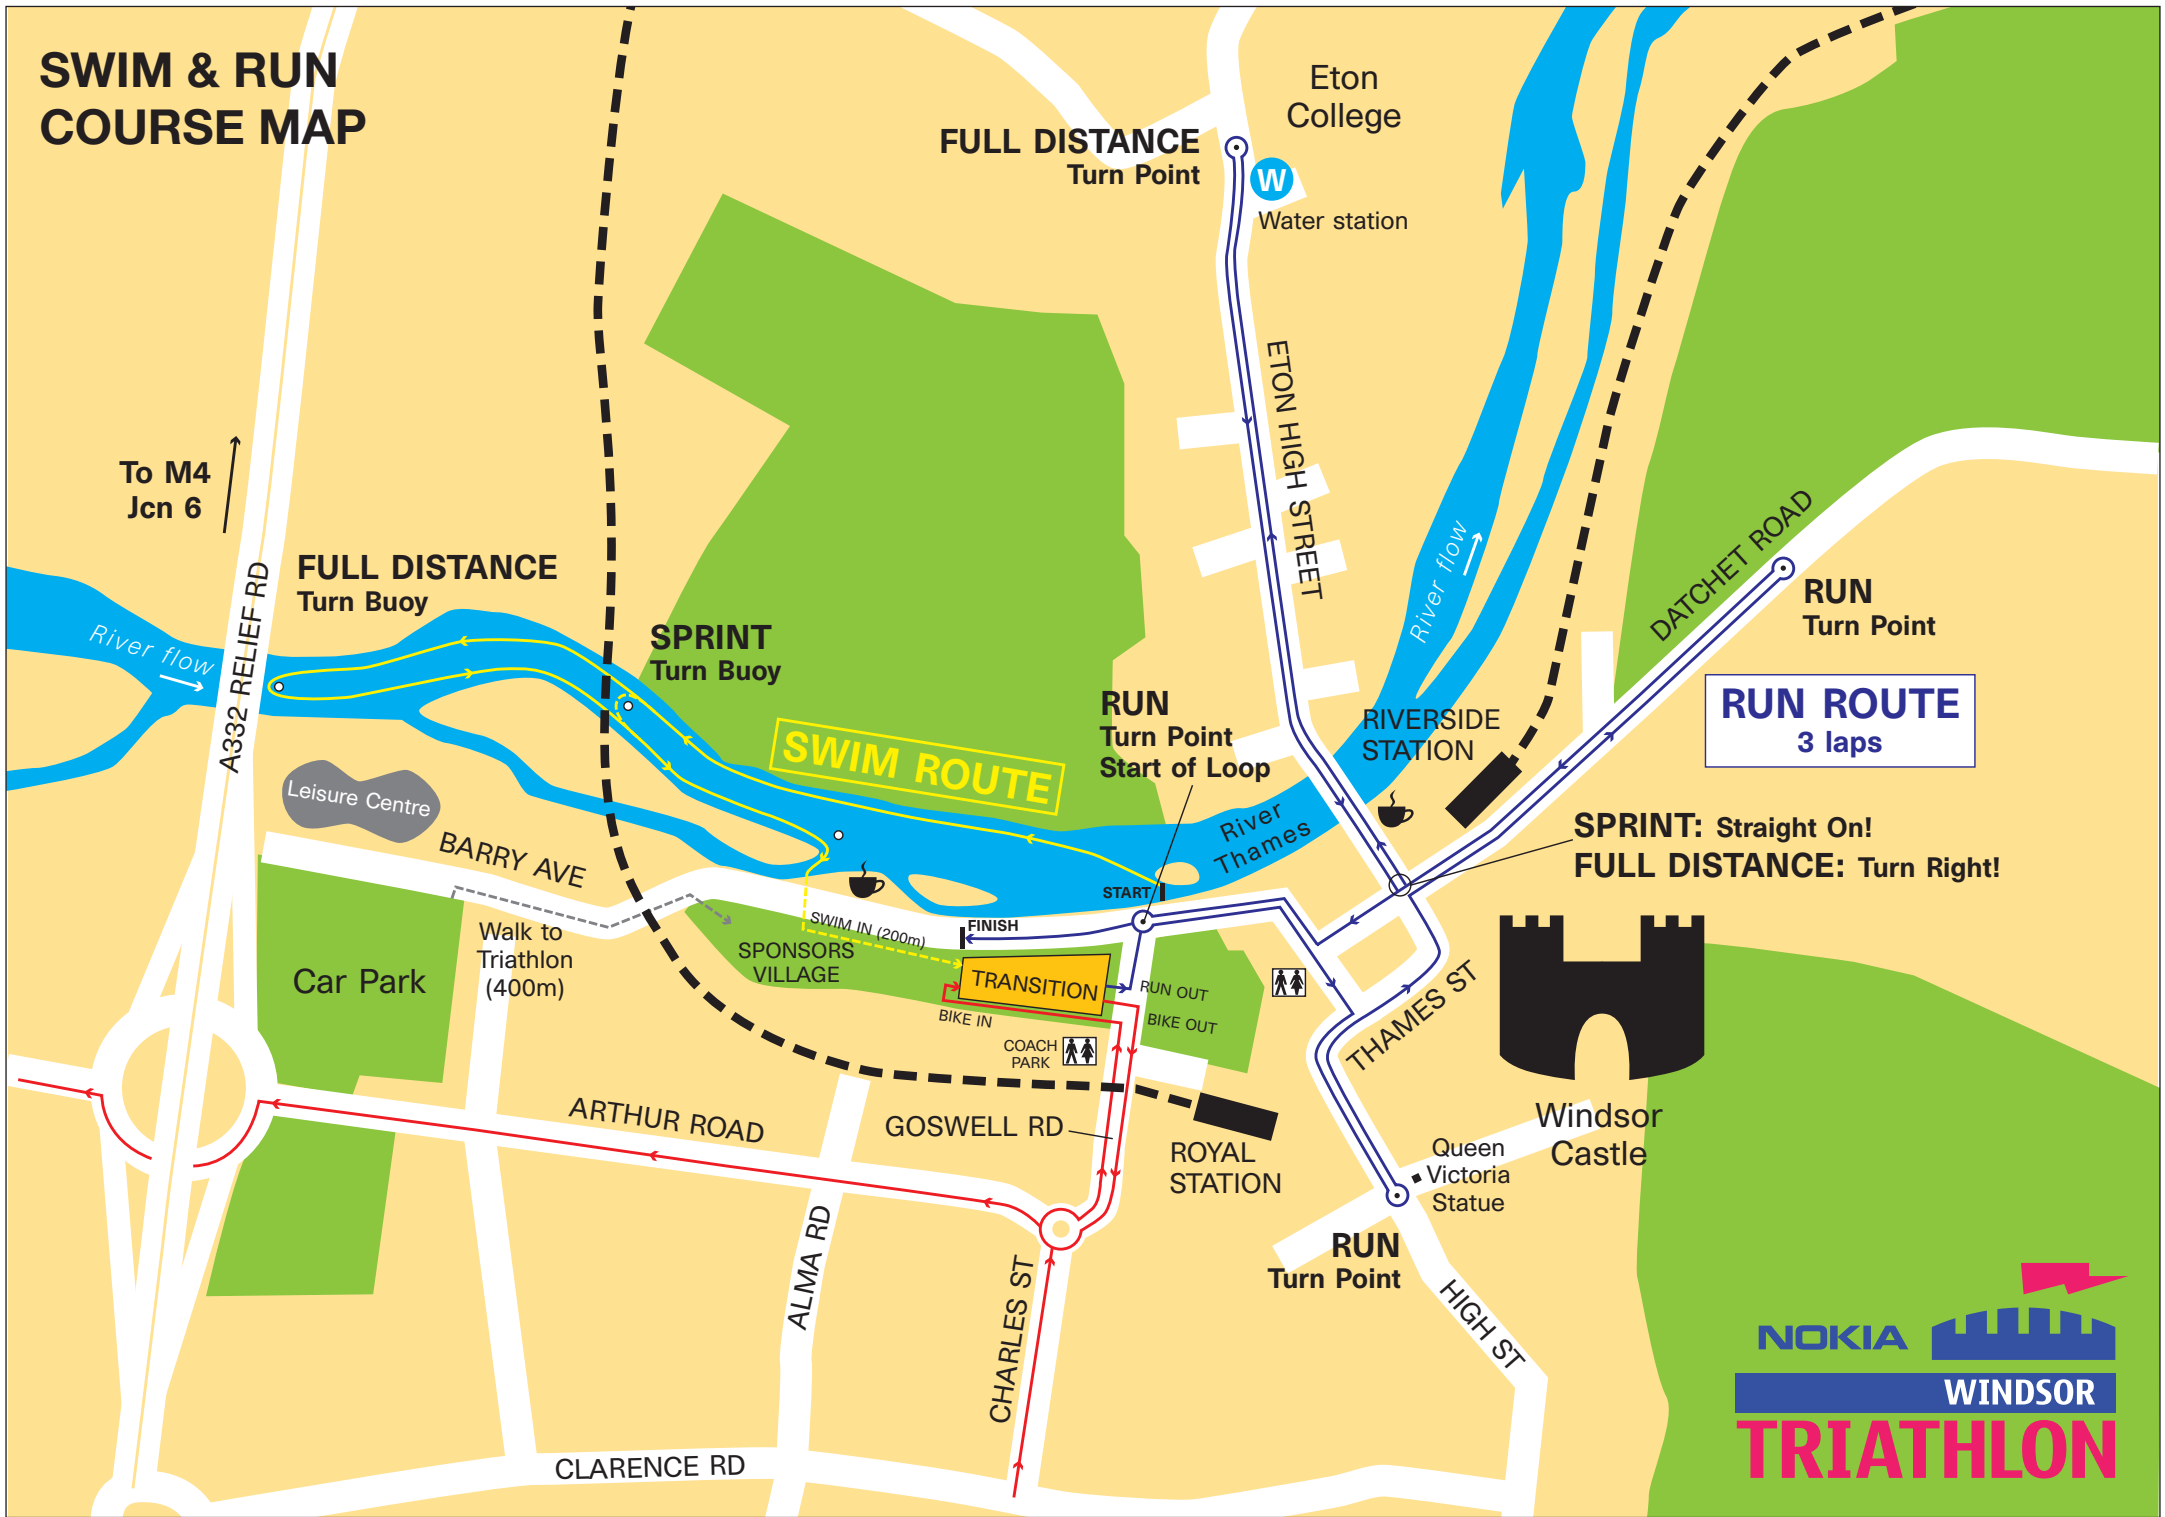 SWIM & RUN
COURSE MAP
Eton
College
FULL DISTANCE
Turn Point
W
Water station
ETON HIGH STREET
To M4
Jcn 6
A332 RELIEF RD
FULL DISTANCE
Turn Buoy
River flow
SPRINT
Turn Buoy
SWIM ROUTE
RUN
Turn Point
Start of Loop
River flow
DATCHET ROAD
RUN
Turn Point
RUN ROUTE
3 laps
RIVERSIDE
STATION
River
Thames
SPRINT: Straight On!
FULL DISTANCE: Turn Right!
Leisure Centre
BARRY AVE
START
FINISH
SWIM IN (200m)
Walk to
Triathlon
(400m)
Car Park
SPONSORS
VILLAGE
TRANSITION
RUN OUT
BIKE OUT
BIKE IN
COACH
PARK
THAMES ST
Windsor
Castle
ARTHUR ROAD
GOSWELL RD
ROYAL
STATION
Queen
Victoria
Statue
RUN
Turn Point
ALMA RD
CHARLES ST
HIGH ST
CLARENCE RD
NOKIA
WINDSOR
TRIATHLON